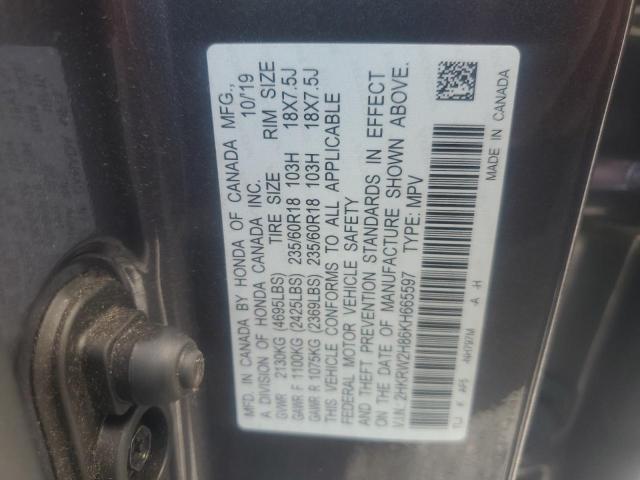 MFD. IN CANADA BY HONDA OF CANADA MFG.,
A DIVISION OF HONDA CANADA INC. 10/'19
GVWR 2130KG (4695LBS) TIRE SIZE RIM SIZE
GAWR F 1100KG (2425LBS) 235/60R18 103H 18X7.5J
GAWR R 1075KG (2369LBS) 235/60R18 103H 18X7.5J
THIS VEHICLE CONFORMS TO ALL APPLICABLE
FEDERAL MOTOR VEHICLE SAFETY
AND THEFT PREVENTION STANDARDS IN EFFECT
ON THE DATE OF MANUFACTURE SHOWN ABOVE.
V.I.N. 2HKRW2H86KH665597 TYPE: MPV
TLJ K AP5 NH797M -A -H
MADE IN CANADA